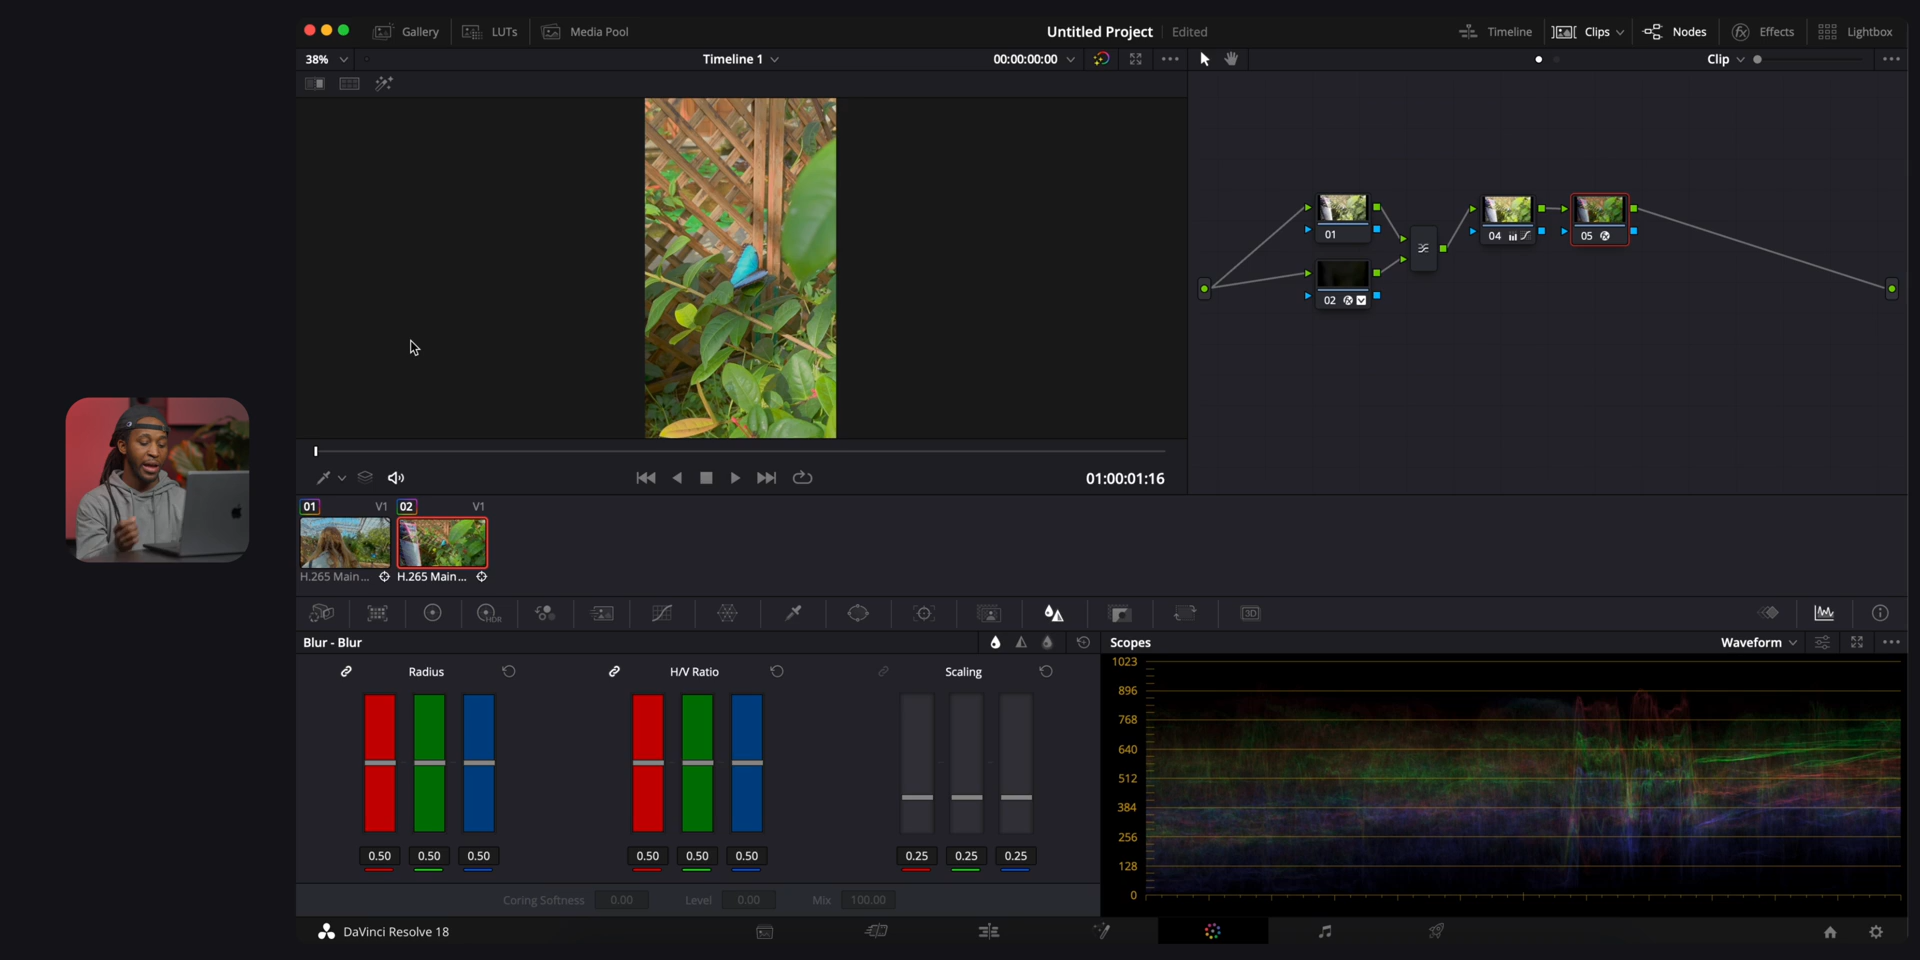 Gallery LUTs Media Pool Untitled Project Edited Timeline Clips Nodes fx Effects Lightbox
38% Timeline 1 00:00:00:00 Clip
01
04
05
02
01:00:01:16
01 V1 02 V1
H.265 Main... H.265 Main...
HDR 3D
Blur - Blur Scopes Waveform
Radius H/V Ratio Scaling
1023
896
768
640
512
384
256
128
0
0.50 0.50 0.50 0.50 0.50 0.50 0.25 0.25 0.25
Coring Softness 0.00 Level 0.00 Mix 100.00
DaVinci Resolve 18